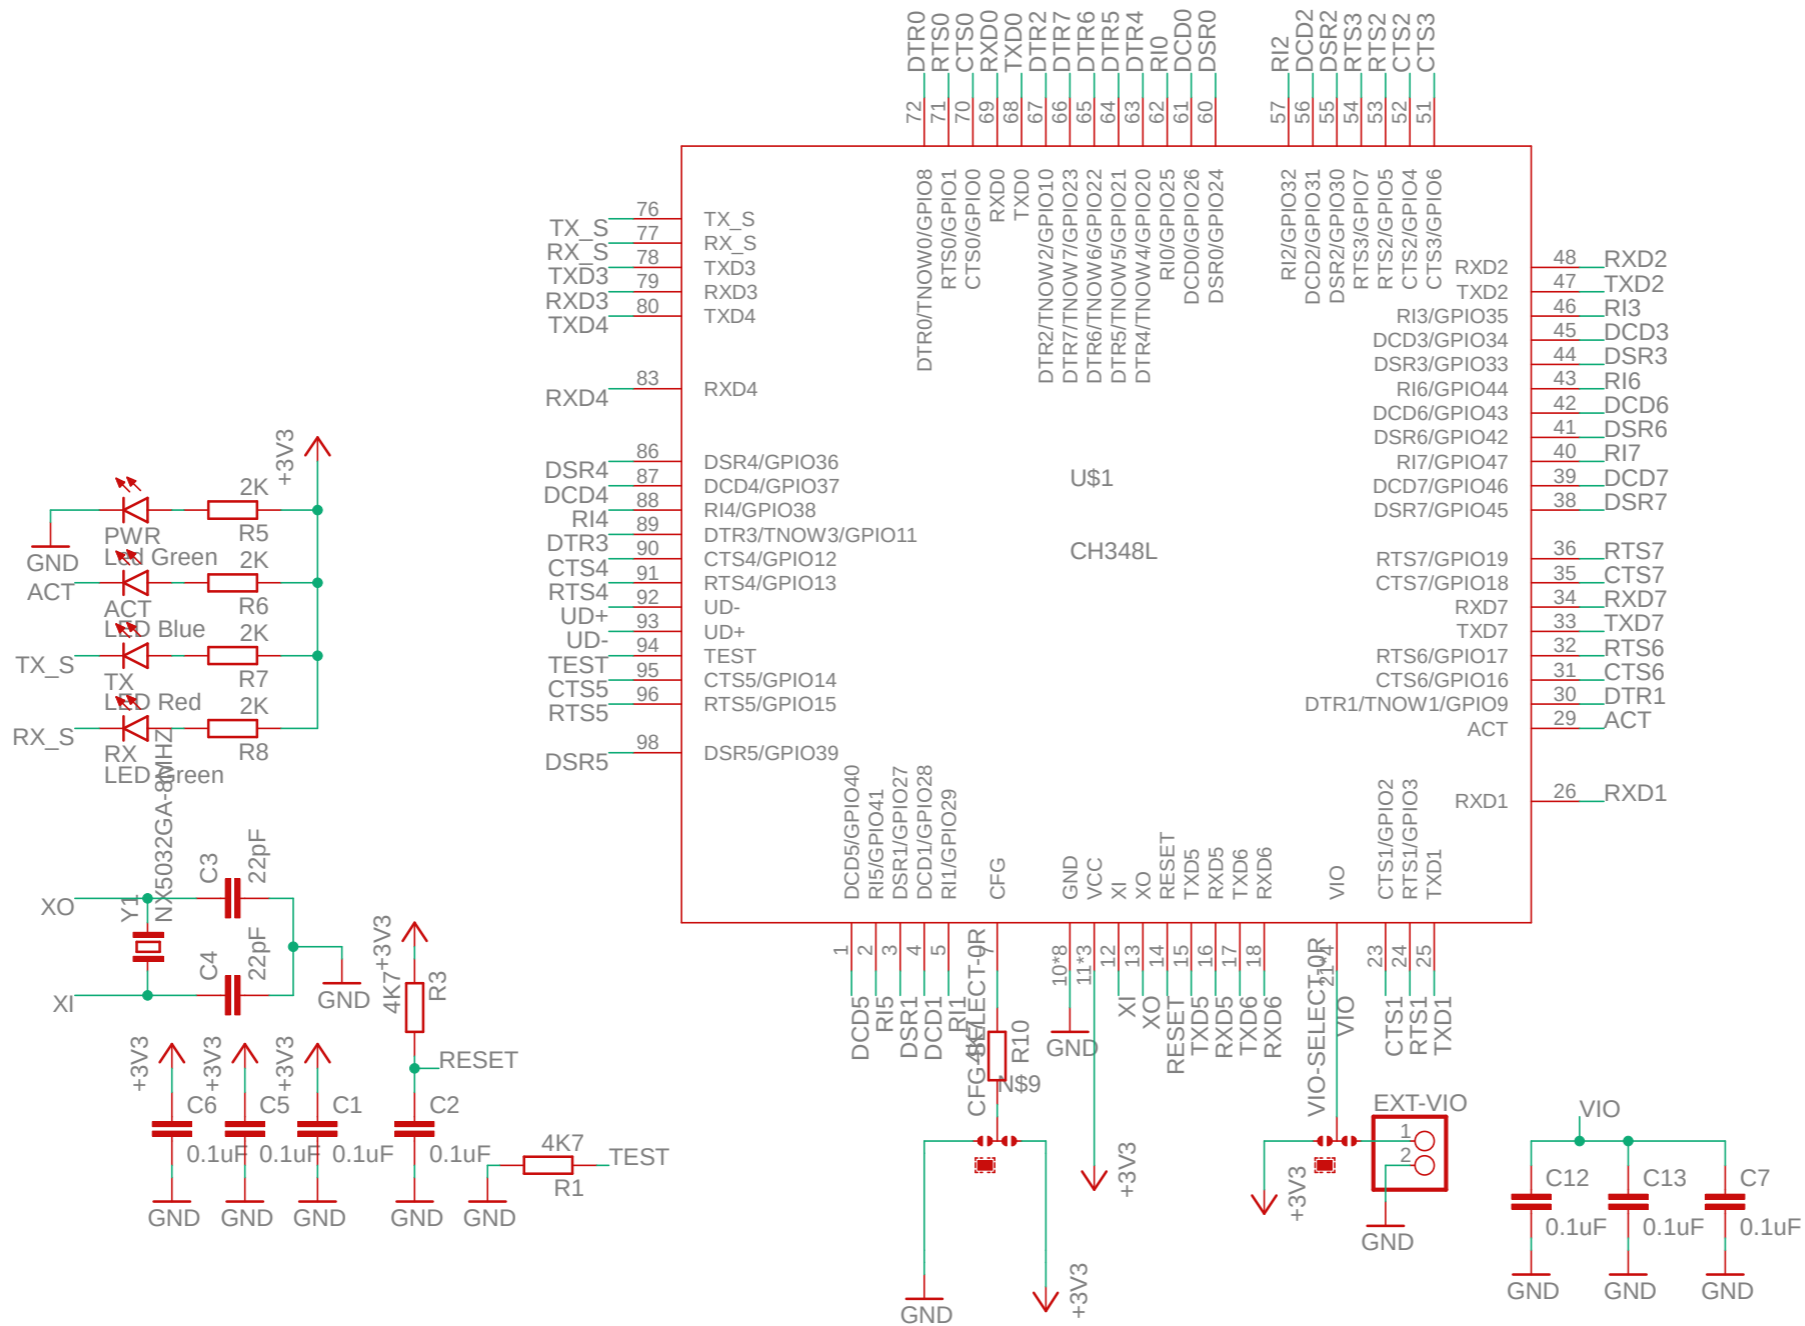 DTR0
RTS0
CTS0
RXD0
TXD0
DTR2
DTR7
DTR6
DTR5
DTR4
RI0
DCD0
DSR0
RI2
DCD2
DSR2
RTS3
RTS2
CTS2
CTS3
72
71
70
69
68
67
66
65
64
63
62
61
60
57
56
55
54
53
52
51
DTR0/TNOW0/GPIO8
RTS0/GPIO1
CTS0/GPIO0
RXD0
TXD0
DTR2/TNOW2/GPIO10
DTR7/TNOW7/GPIO23
DTR6/TNOW6/GPIO22
DTR5/TNOW5/GPIO21
DTR4/TNOW4/GPIO20
RI0/GPIO25
DCD0/GPIO26
DSR0/GPIO24
RI2/GPIO32
DCD2/GPIO31
DSR2/GPIO30
RTS3/GPIO7
RTS2/GPIO5
CTS2/GPIO4
CTS3/GPIO6
TX_S 76 TX_S
RX_S 77 RX_S
TXD3 78 TXD3
RXD3 79 RXD3
TXD4 80 TXD4
RXD4 83 RXD4
DSR4 86 DSR4/GPIO36
DCD4 87 DCD4/GPIO37
RI4 88 RI4/GPIO38
DTR3 89 DTR3/TNOW3/GPIO11
CTS4 90 CTS4/GPIO12
RTS4 91 RTS4/GPIO13
UD+ 92 UD-
UD- 93 UD+
TEST 94 TEST
CTS5 95 CTS5/GPIO14
RTS5 96 RTS5/GPIO15
DSR5 98 DSR5/GPIO39
U$1
CH348L
RXD2 48 RXD2
TXD2 47 TXD2
RI3/GPIO35 46 RI3
DCD3/GPIO34 45 DCD3
DSR3/GPIO33 44 DSR3
RI6/GPIO44 43 RI6
DCD6/GPIO43 42 DCD6
DSR6/GPIO42 41 DSR6
RI7/GPIO47 40 RI7
DCD7/GPIO46 39 DCD7
DSR7/GPIO45 38 DSR7
RTS7/GPIO19 36 RTS7
CTS7/GPIO18 35 CTS7
RXD7 34 RXD7
TXD7 33 TXD7
RTS6/GPIO17 32 RTS6
CTS6/GPIO16 31 CTS6
DTR1/TNOW1/GPIO9 30 DTR1
ACT 29 ACT
RXD1 26 RXD1
DCD5/GPIO40
RI5/GPIO41
DSR1/GPIO27
DCD1/GPIO28
RI1/GPIO29
CFG
GND
VCC
XI
XO
RESET
TXD5
RXD5
TXD6
RXD6
VIO
CTS1/GPIO2
RTS1/GPIO3
TXD1
1
2
3
4
5
7
10*8
11*3
12
13
14
15
16
17
18
21*4
23
24
25
DCD5
RI5
DSR1
DCD1
RI1
XI
XO
RESET
TXD5
RXD5
TXD6
RXD6
VIO
CTS1
RTS1
TXD1
+3V3
2K
R5
PWR
Led Green
GND
2K
R6
ACT
ACT
LED Blue
2K
R7
TX_S
TX
LED Red
2K
R8
RX_S
RX
LED Green
NX5032GA-8MHZ
Y1
XO
XI
C3
22pF
C4
22pF
GND
+3V3
4K7
R3
RESET
C2
0.1uF
GND
+3V3
C6
0.1uF
GND
+3V3
C5
0.1uF
GND
+3V3
C1
0.1uF
GND
4K7
R1
TEST
GND
CFG-SELECT-0R
4K7
R10
N$9
GND
+3V3
GND
+3V3
VIO-SELECT-0R
+3V3
EXT-VIO
1
2
GND
VIO
C12
0.1uF
GND
C13
0.1uF
GND
C7
0.1uF
GND